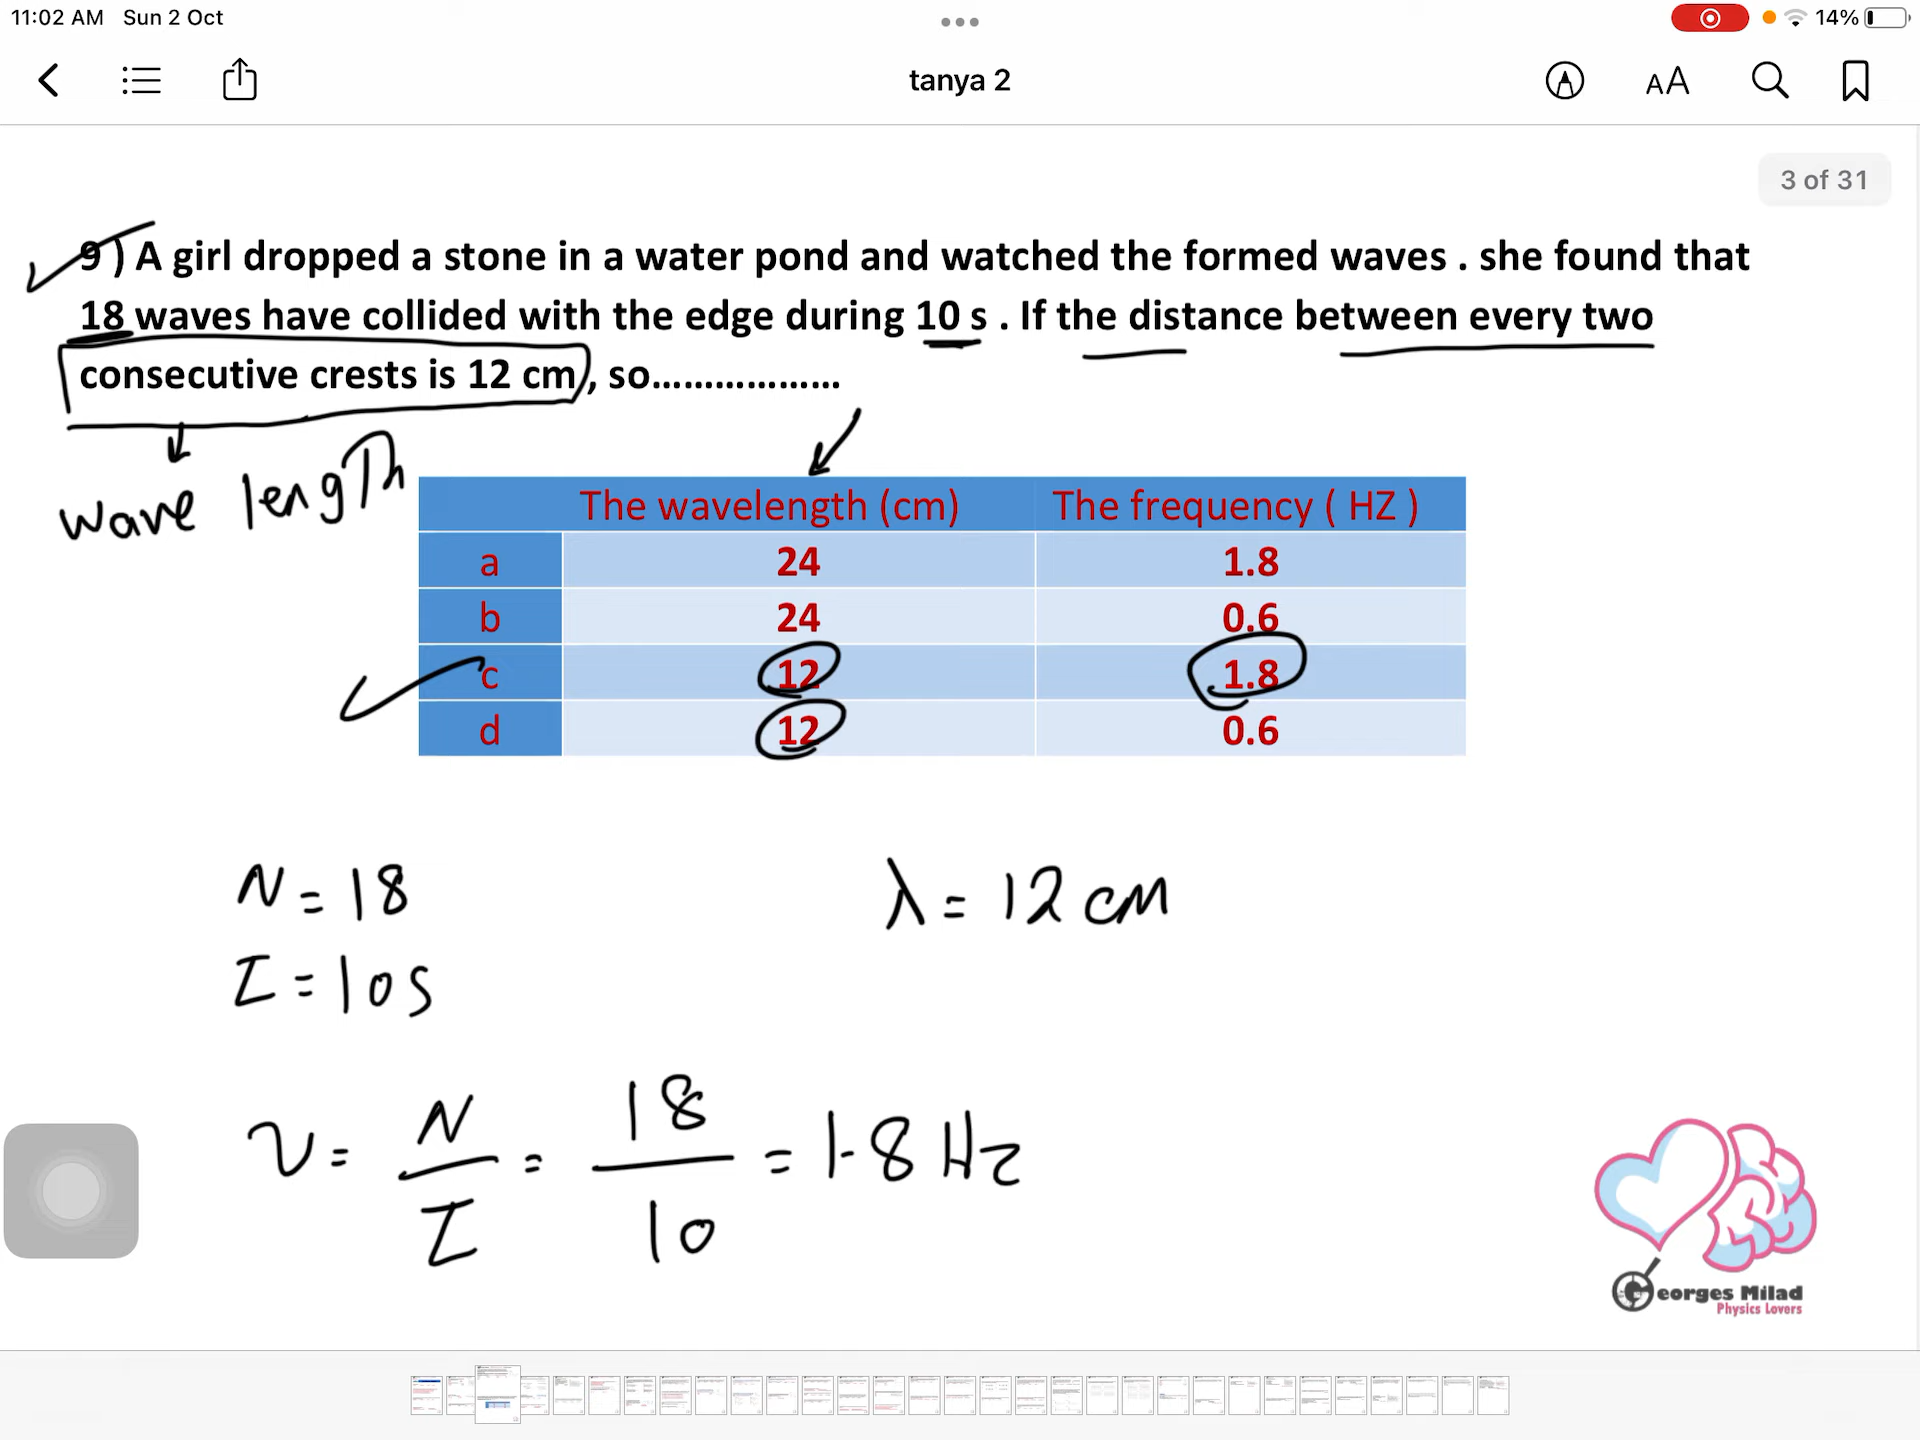 11:02 AM Sun 2 Oct
14%
tanya 2
AA
3 of 31
9 ) A girl dropped a stone in a water pond and watched the formed waves . she found that
18 waves have collided with the edge during 10 s . If the distance between every two
consecutive crests is 12 cm , so..................
wave length
The wavelength (cm) The frequency ( HZ )
a 24 1.8
b 24 0.6
c 12 1.8
d 12 0.6
N = 18
λ = 12 cm
t = 10 s
ν = N/t = 18/10 = 1.8 Hz
Georges Milad
Physics Lovers